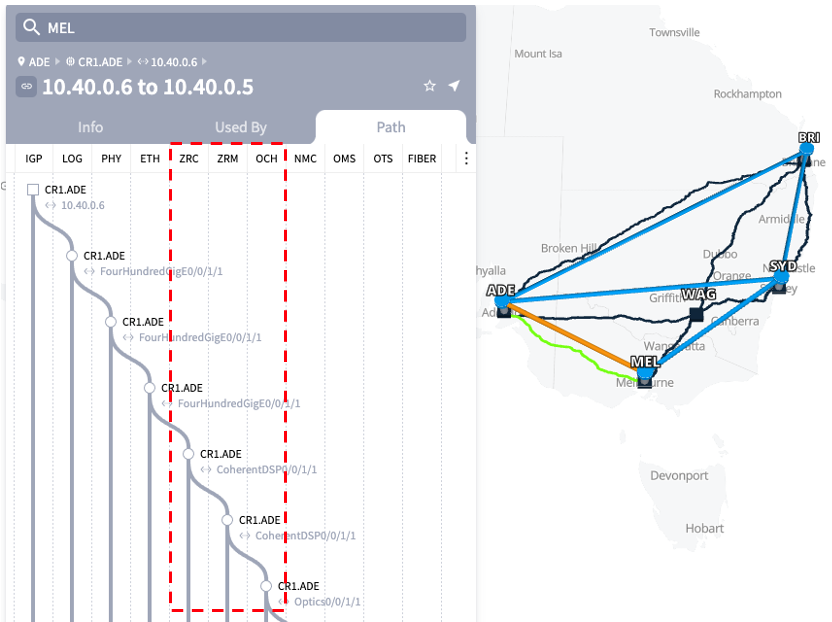 MEL
ADE CR1.ADE 10.40.0.6
10.40.0.6 to 10.40.0.5
Info Used By Path
IGP LOG PHY ETH ZRC ZRM OCH NMC OMS OTS FIBER
CR1.ADE
10.40.0.6
CR1.ADE
FourHundredGigE0/0/1/1
CR1.ADE
FourHundredGigE0/0/1/1
CR1.ADE
FourHundredGigE0/0/1/1
CR1.ADE
CoherentDSP0/0/1/1
CR1.ADE
CoherentDSP0/0/1/1
CR1.ADE
Optics0/0/1/1
Townsville
Mount Isa
Rockhampton
BRI
Armidale
Broken Hill
Dubbo
hyalla
SYD
Orange
ADE
WAG
Griffith
Canberra
MEL
Melbourne
Devonport
Hobart